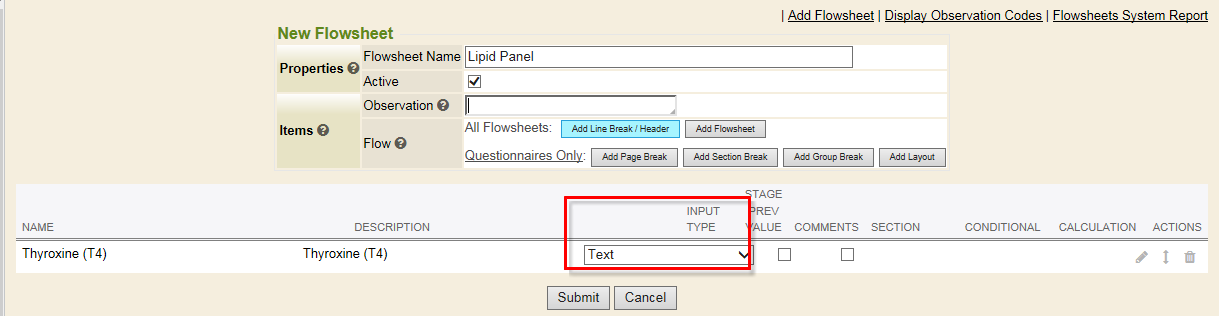 | Add Flowsheet | Display Observation Codes | Flowsheets System Report
New Flowsheet
Properties ?
Flowsheet Name
Lipid Panel
Active
Items ?
Observation ?
Flow ?
All Flowsheets: Add Line Break / Header Add Flowsheet
Questionnaires Only: Add Page Break Add Section Break Add Group Break Add Layout
NAME DESCRIPTION INPUT TYPE STAGE PREV VALUE COMMENTS SECTION CONDITIONAL CALCULATION ACTIONS
Thyroxine (T4) Thyroxine (T4) Text
Submit Cancel